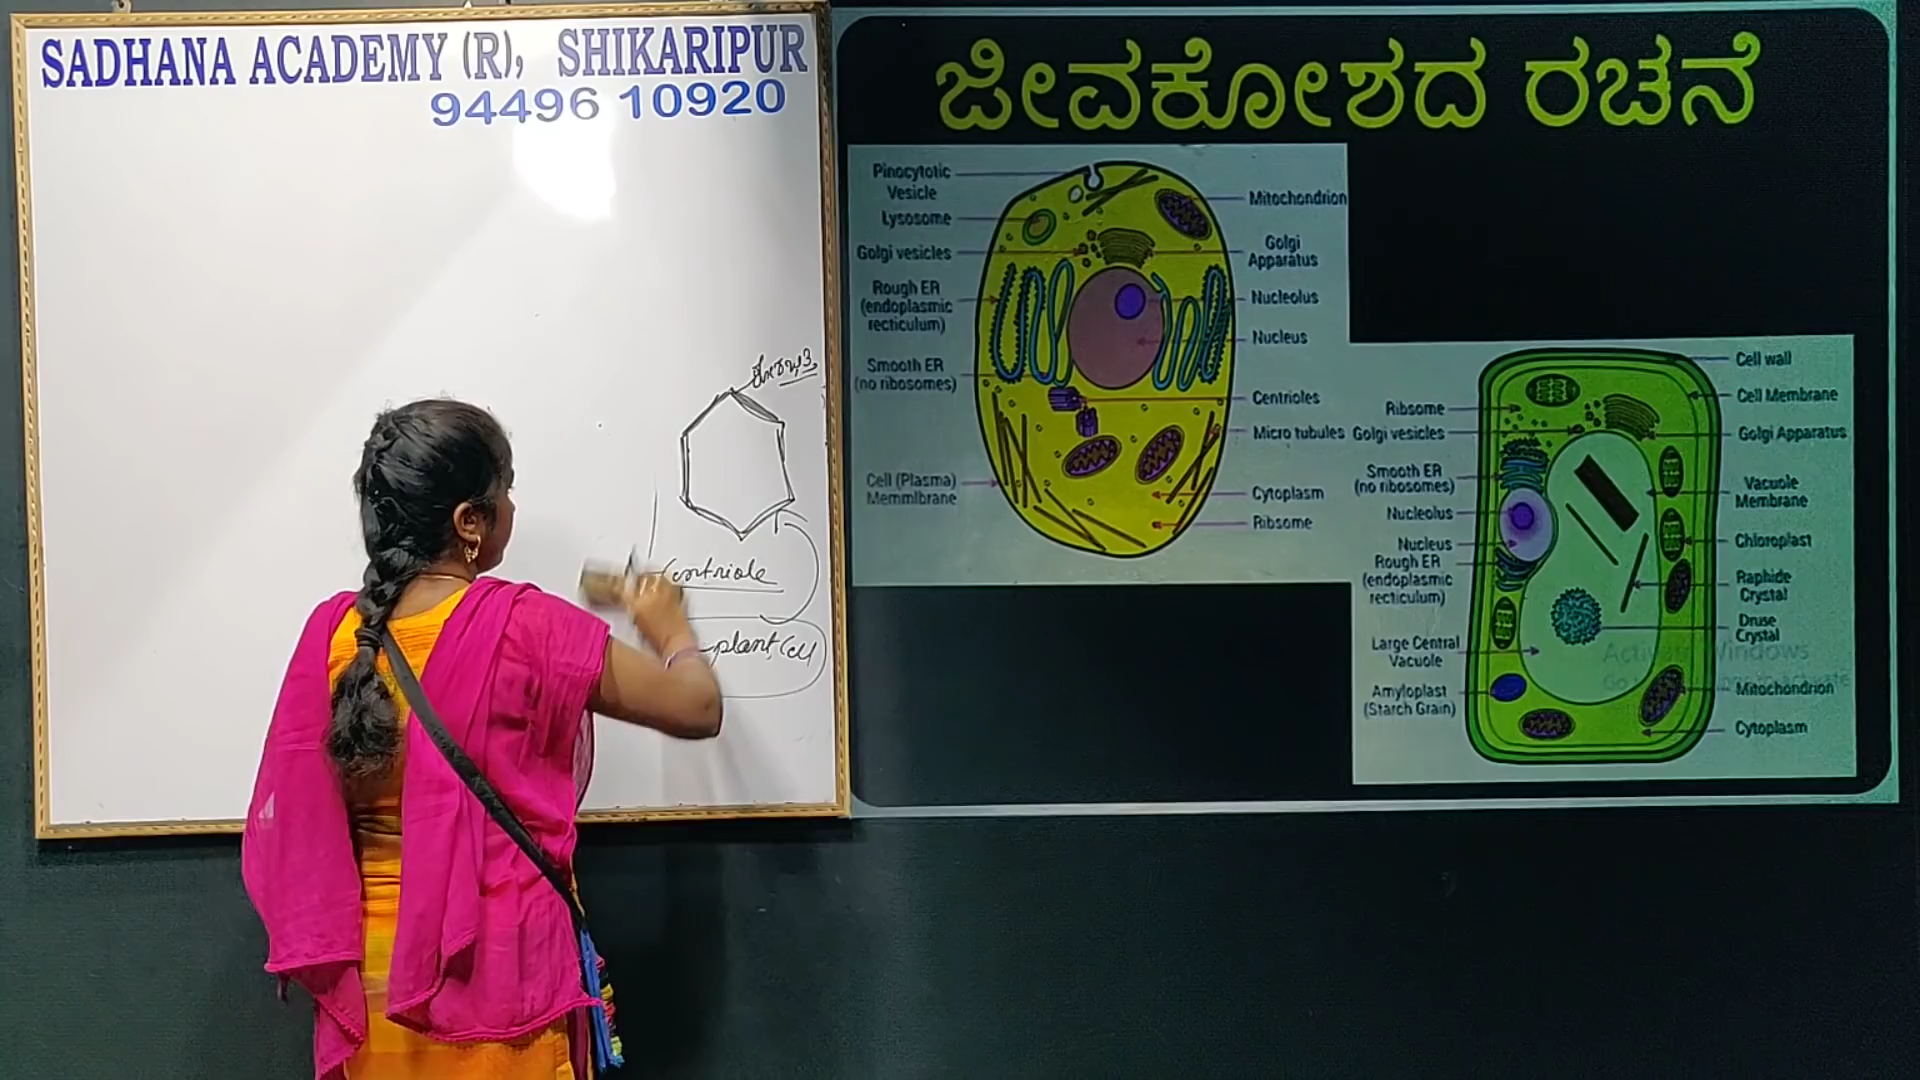 SADHANA ACADEMY (R), SHIKARIPUR
94496 10920
Centriole
plant Cell
ಜೀವಕೋಶದ ರಚನೆ
Pinocytotic
Vesicle
Lysosome
Golgi vesicles
Rough ER
(endoplasmic
recticulum)
Smooth ER
(no ribosomes)
Cell (Plasma)
Memmlbrane
Mitochondrion
Golgi
Apparatus
Nucleolus
Nucleus
Centrioles
Micro tubules
Cytoplasm
Ribsome
Ribsome
Golgi vesicles
Smooth ER
(no ribosomes)
Nucleolus
Nucleus
Rough ER
(endoplasmic
recticulum)
Large Central
Vacuole
Amyloplast
(Starch Grain)
Cell wall
Cell Membrane
Golgi Apparatus
Vacuole
Membrane
Chloroplast
Raphide
Crystal
Druse
Crystal
Activate Windows
Mitochondrion
Cytoplasm